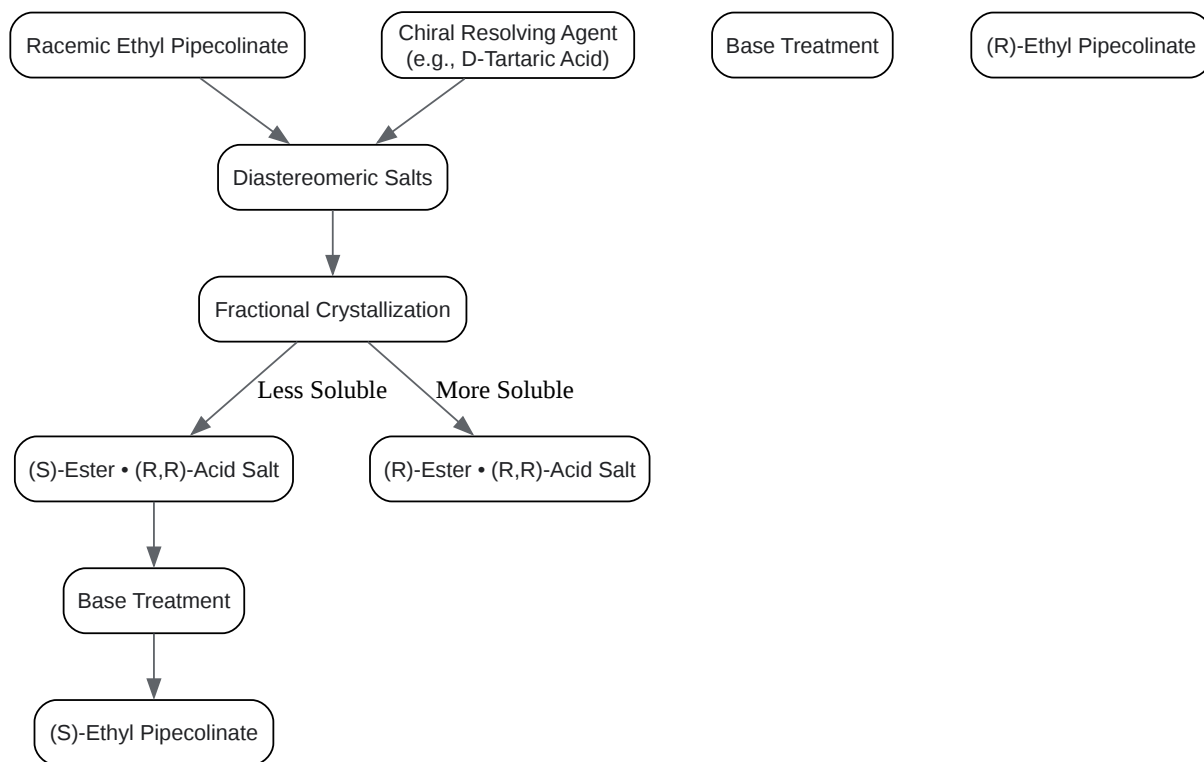 Racemic Ethyl Pipecolinate
Chiral Resolving Agent
(e.g., D-Tartaric Acid)
Base Treatment
(R)-Ethyl Pipecolinate
Diastereomeric Salts
Fractional Crystallization
Less Soluble
More Soluble
(S)-Ester • (R,R)-Acid Salt
(R)-Ester • (R,R)-Acid Salt
Base Treatment
(S)-Ethyl Pipecolinate